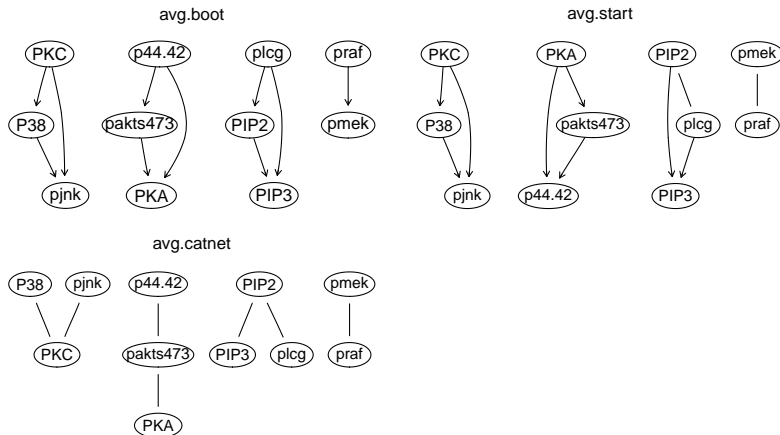 avg.boot
PKC p44.42 plcg praf
P38 pakts473 PIP2 pmek
pjnk PKA PIP3
avg.start
PKC PKA PIP2 pmek
P38 pakts473 plcg praf
pjnk p44.42 PIP3
avg.catnet
P38 pjnk p44.42 PIP2 pmek
PKC pakts473 PIP3 plcg praf
PKA